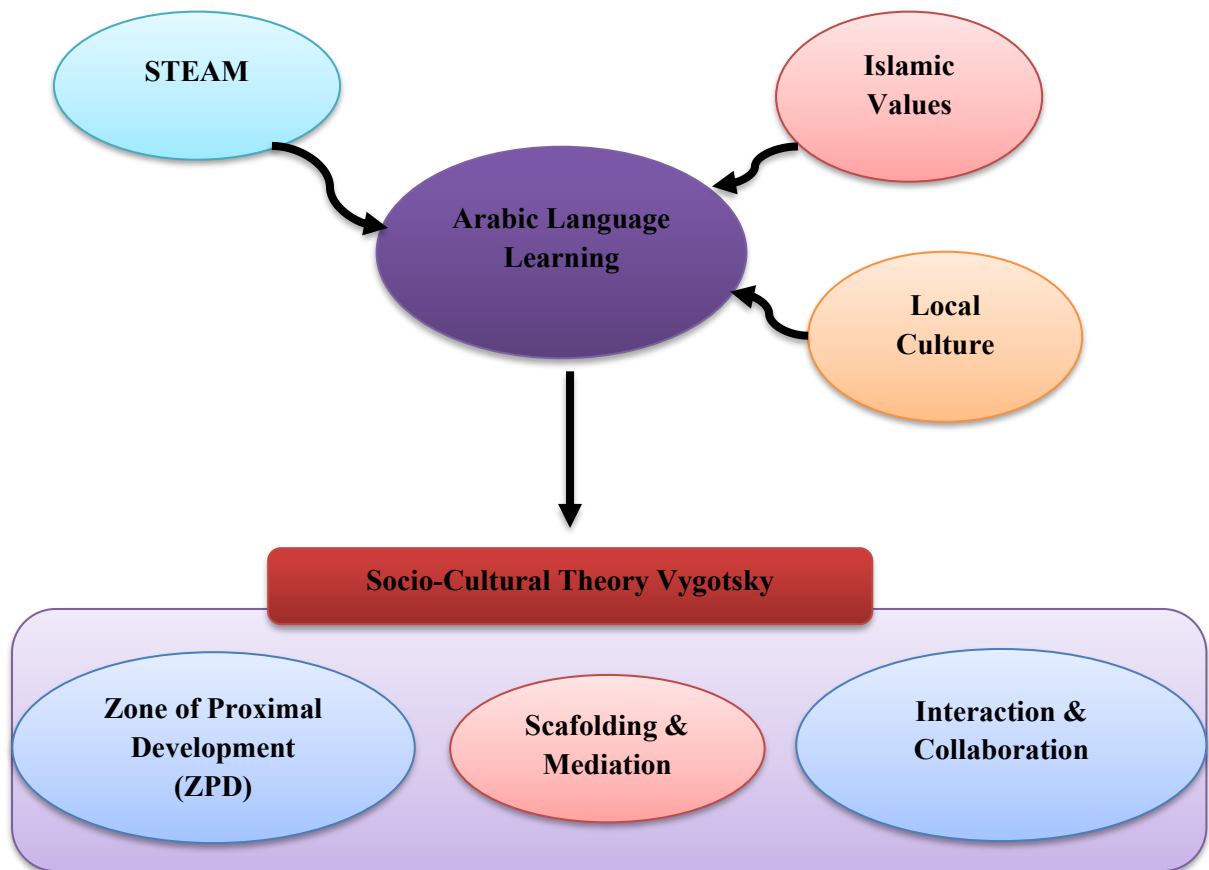 STEAM
Islamic
Values
Arabic Language
Learning
Local
Culture
Socio-Cultural Theory Vygotsky
Zone of Proximal
Development
(ZPD)
Scafolding &
Mediation
Interaction &
Collaboration